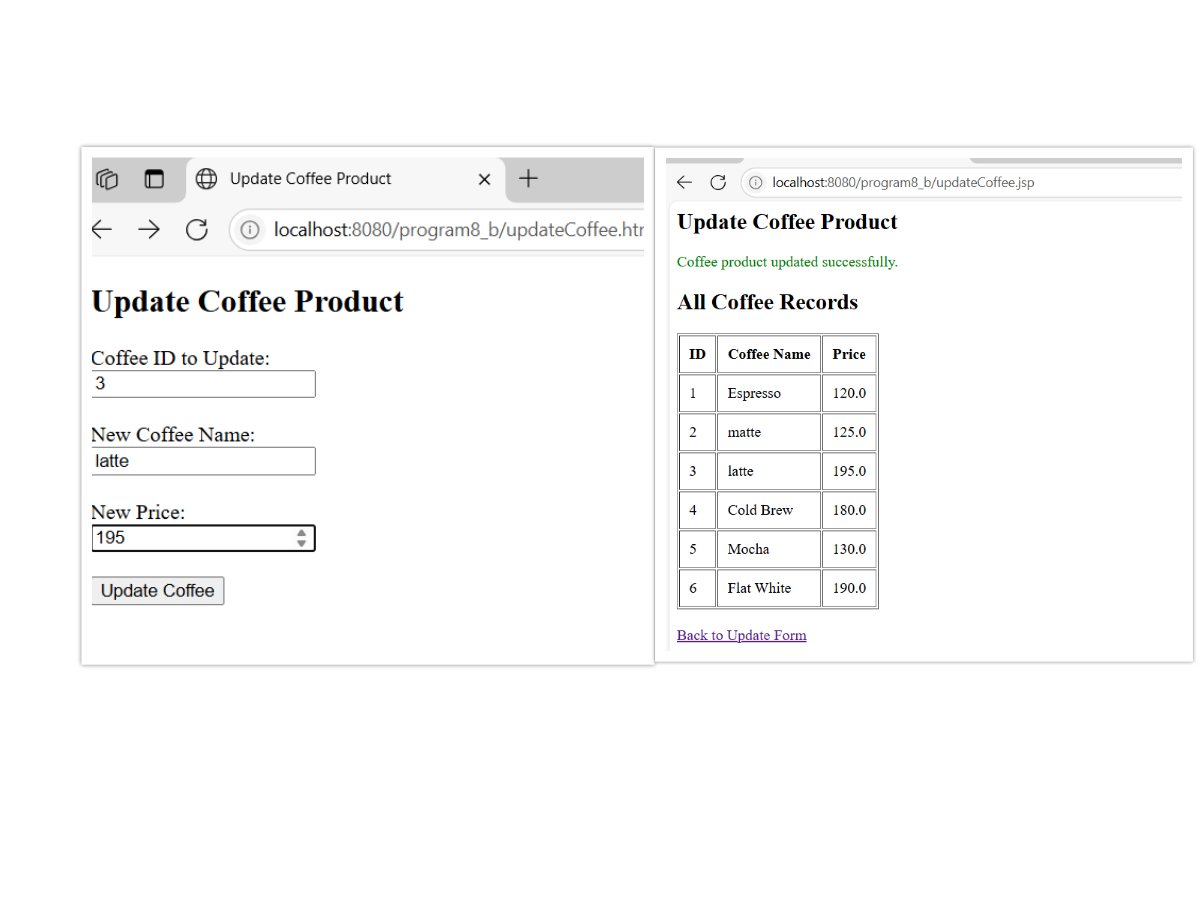 Update Coffee Product
localhost:8080/program8_b/updateCoffee.htr
Update Coffee Product
Coffee ID to Update:
3
New Coffee Name:
latte
New Price:
195
Update Coffee
localhost:8080/program8_b/updateCoffee.jsp
Update Coffee Product
Coffee product updated successfully.
All Coffee Records
ID Coffee Name Price
1 Espresso 120.0
2 matte 125.0
3 latte 195.0
4 Cold Brew 180.0
5 Mocha 130.0
6 Flat White 190.0
Back to Update Form